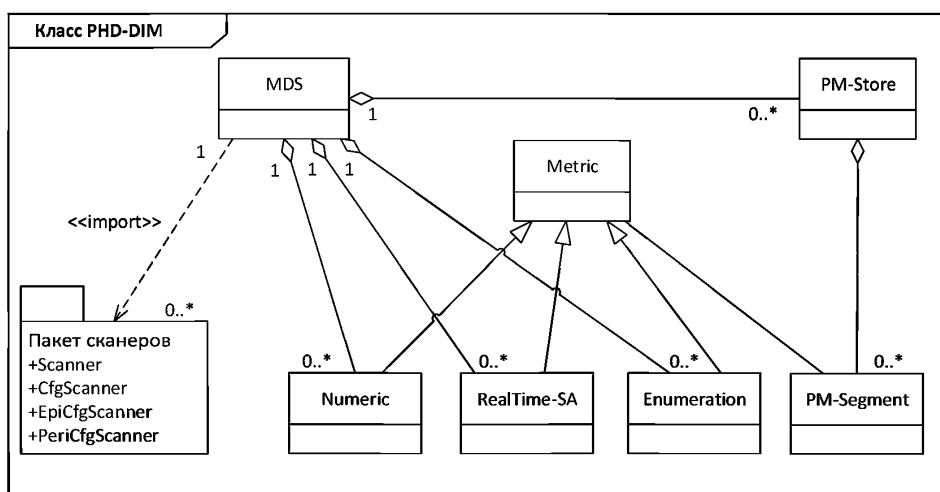 Класс PHD-DIM
MDS
PM-Store
1
0..*
1
1
1
1
Metric
<<import>>
0..*
Пакет сканеров
+Scanner
+CfgScanner
+EpiCfgScanner
+PeriCfgScanner
0..*
0..*
0..*
0..*
Numeric
RealTime-SA
Enumeration
PM-Segment